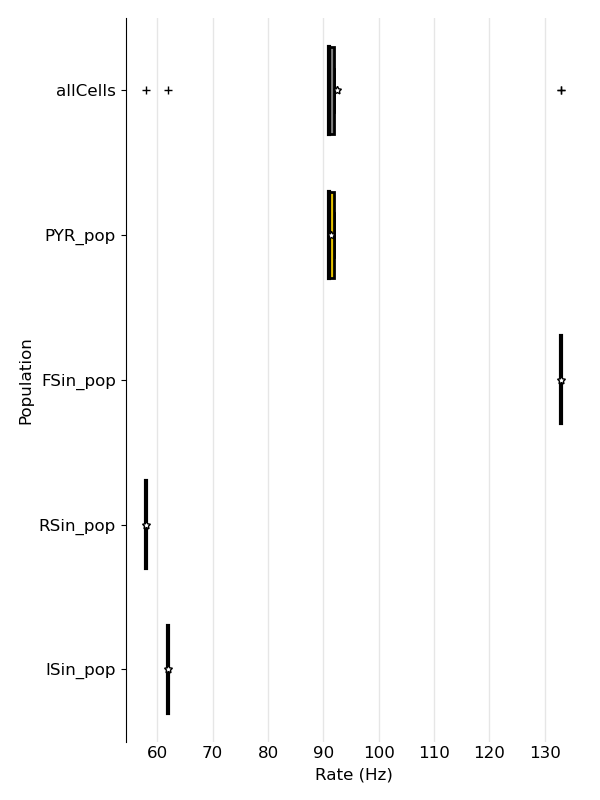 allCells
PYR_pop
FSin_pop
RSin_pop
ISin_pop
Population
60 70 80 90 100 110 120 130
Rate (Hz)